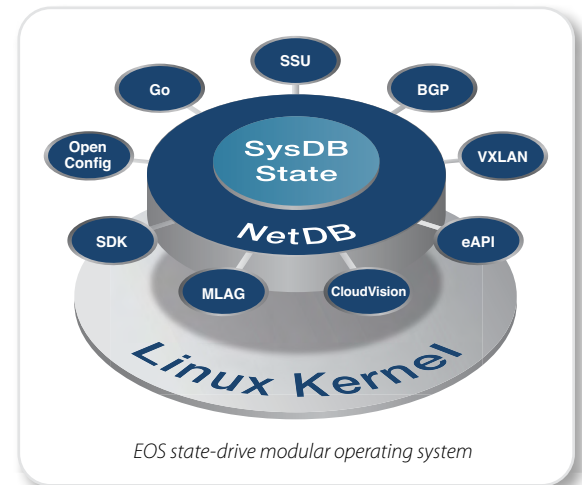 SSU
Go
BGP
Open
Config
SysDB
State
VXLAN
NetDB
SDK
eAPI
MLAG
CloudVision
Linux Kernel
EOS state-drive modular operating system